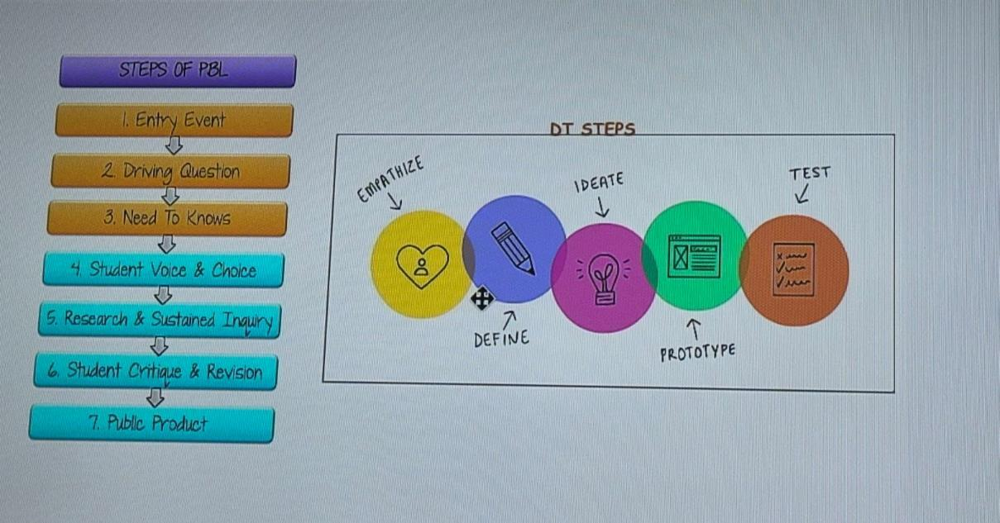 STEPS OF PBL
1. Entry Event
2. Driving Question
3. Need To Knows
4. Student Voice & Choice
5. Research & Sustained Inquiry
6. Student Critique & Revision
7. Public Product
DT STEPS
EMPATHIZE
IDEATE
TEST
DEFINE
PROTOTYPE